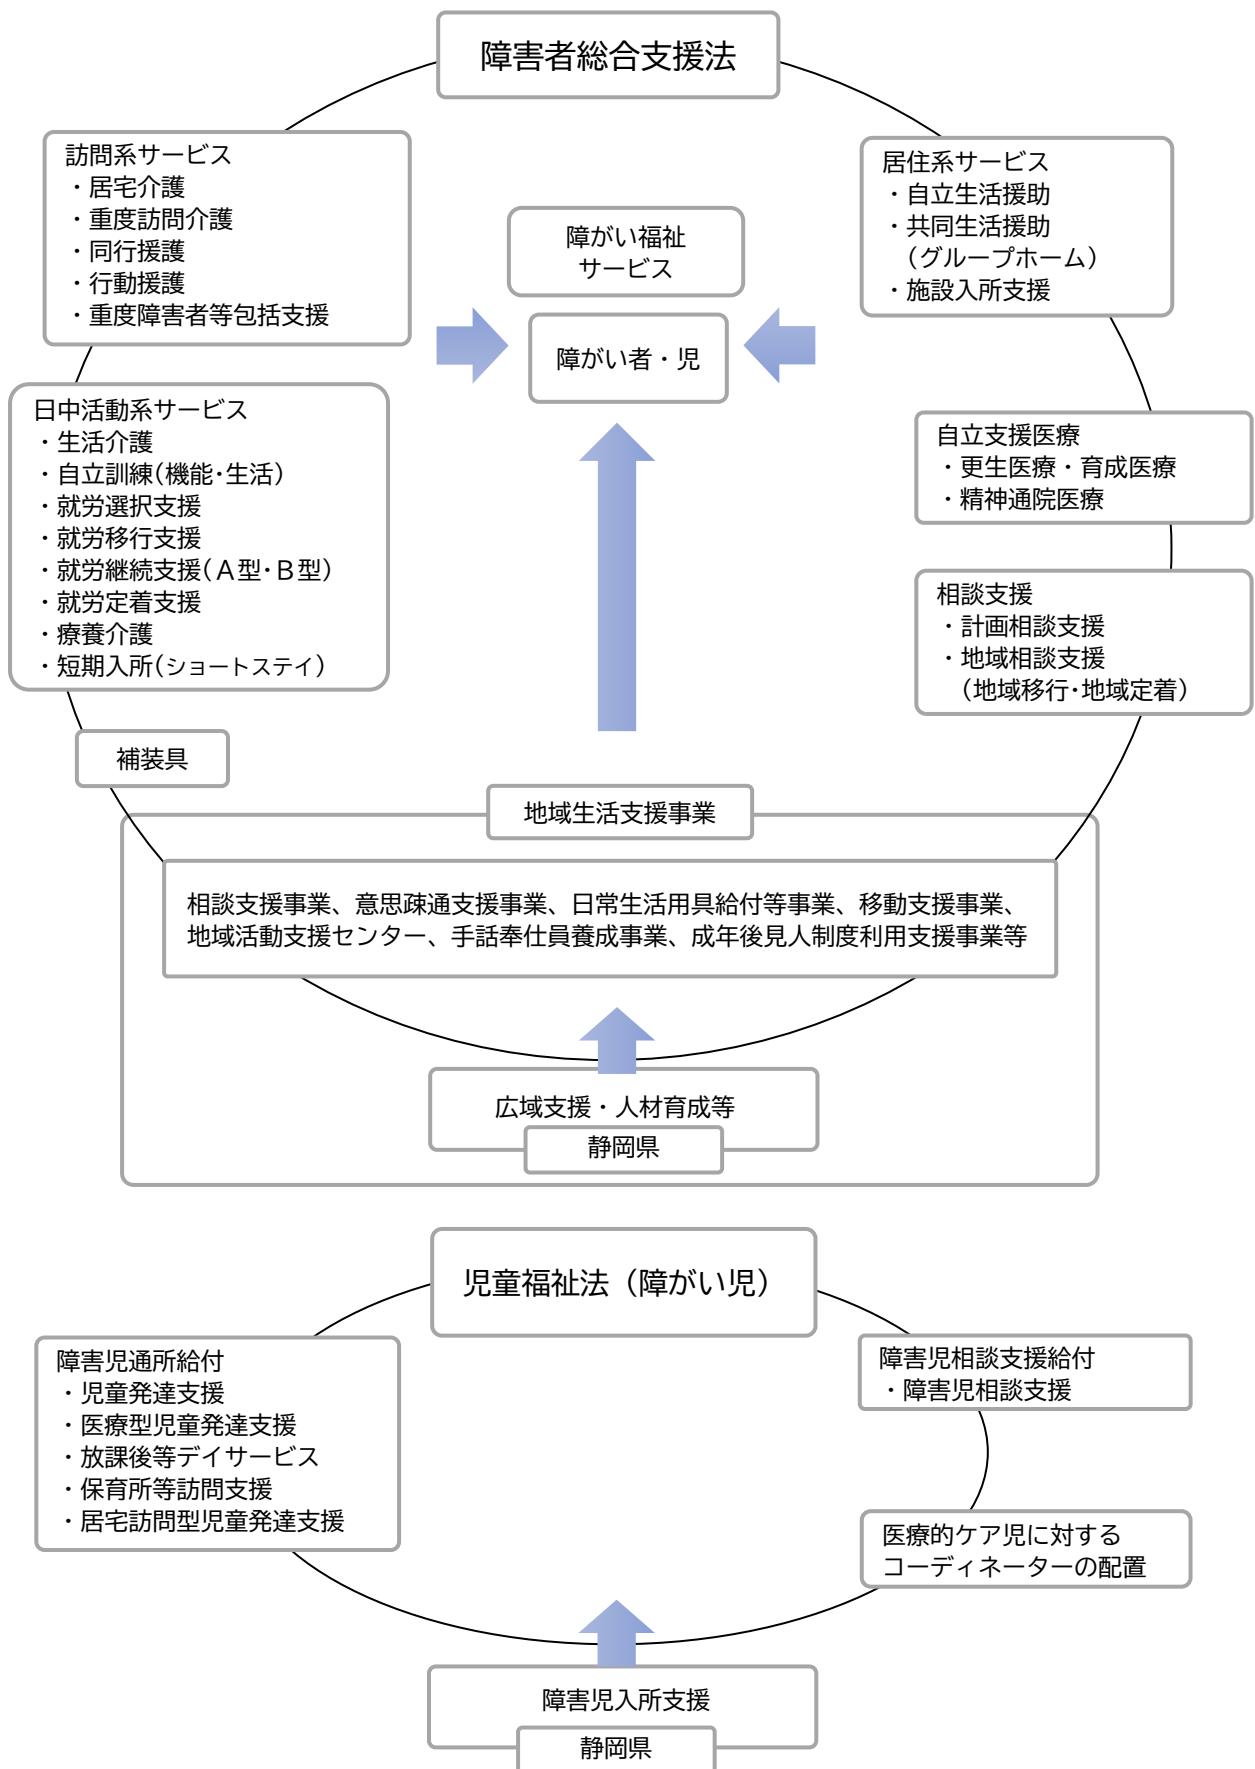 障害者総合支援法
訪問系サービス
・居宅介護
・重度訪問介護
・同行援護
・行動援護
・重度障害者等包括支援
障がい福祉
サービス
障がい者・児
居住系サービス
・自立生活援助
・共同生活援助
（グループホーム）
・施設入所支援
日中活動系サービス
・生活介護
・自立訓練(機能･生活)
・就労選択支援
・就労移行支援
・就労継続支援(Ａ型･Ｂ型)
・就労定着支援
・療養介護
・短期入所(ショートステイ)
自立支援医療
・更生医療・育成医療
・精神通院医療
相談支援
・計画相談支援
・地域相談支援
(地域移行･地域定着)
補装具
地域生活支援事業
相談支援事業、意思疎通支援事業、日常生活用具給付等事業、移動支援事業、
地域活動支援センター、手話奉仕員養成事業、成年後見人制度利用支援事業等
広域支援・人材育成等
静岡県
児童福祉法（障がい児）
障害児通所給付
・児童発達支援
・医療型児童発達支援
・放課後等デイサービス
・保育所等訪問支援
・居宅訪問型児童発達支援
障害児相談支援給付
・障害児相談支援
医療的ケア児に対する
コーディネーターの配置
障害児入所支援
静岡県